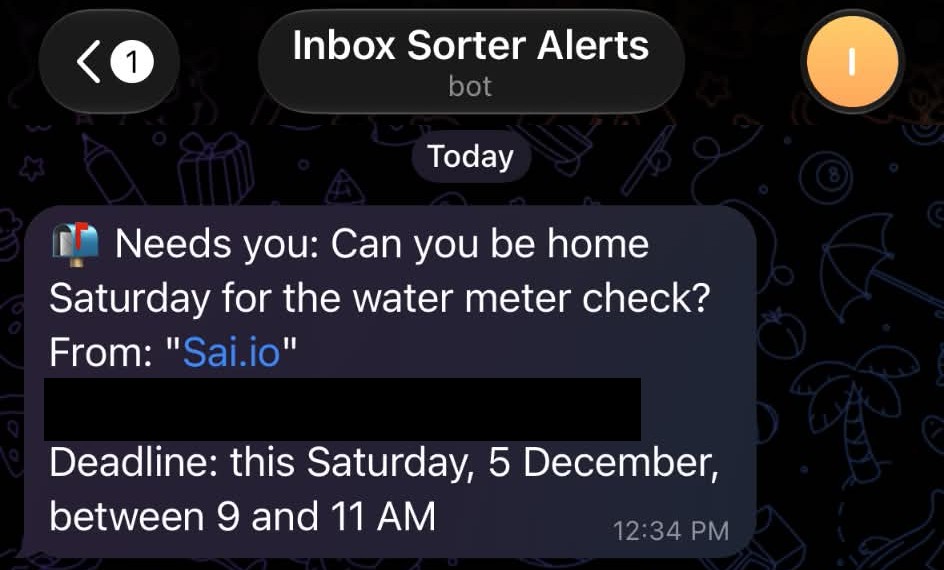 1
Inbox Sorter Alerts
bot
I
Today
8
📬 Needs you: Can you be home
Saturday for the water meter check?
From: "Sai.io"
Deadline: this Saturday, 5 December,
between 9 and 11 AM
12:34 PM